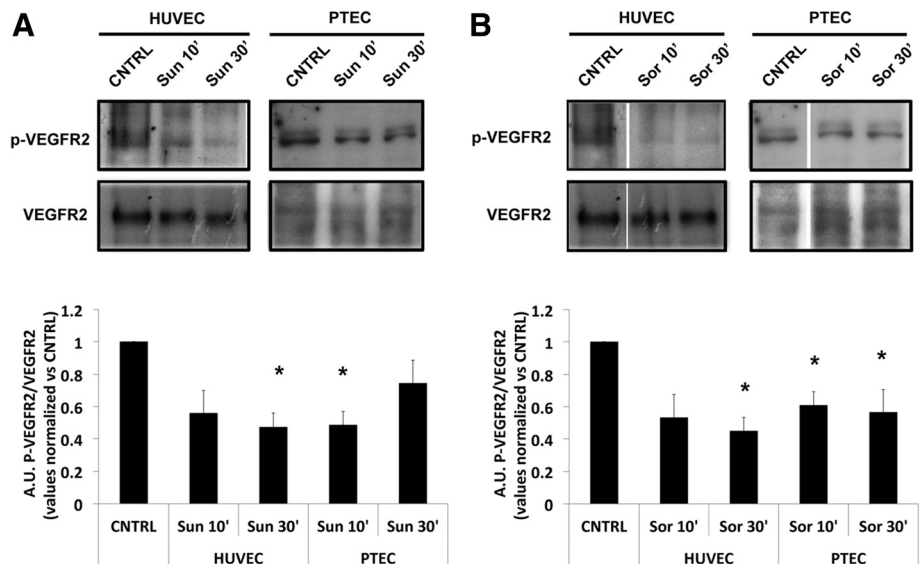 A
HUVEC
PTEC
CNTRL
Sun 10'
Sun 30'
CNTRL
Sun 10'
Sun 30'
p-VEGFR2
VEGFR2
A.U. P-VEGFR2/VEGFR2
(values normalized vs CNTRL)
1.2
1
0.8
0.6
0.4
0.2
0
*
*
CNTRL
Sun 10'
Sun 30'
Sun 10'
Sun 30'
HUVEC
PTEC
B
HUVEC
PTEC
CNTRL
Sor 10'
Sor 30'
CNTRL
Sor 10'
Sor 30'
p-VEGFR2
VEGFR2
A.U. P-VEGFR2/VEGFR2
(values normalized vs CNTRL)
1.2
1
0.8
0.6
0.4
0.2
0
*
*
*
CNTRL
Sor 10'
Sor 30'
Sor 10'
Sor 30'
HUVEC
PTEC